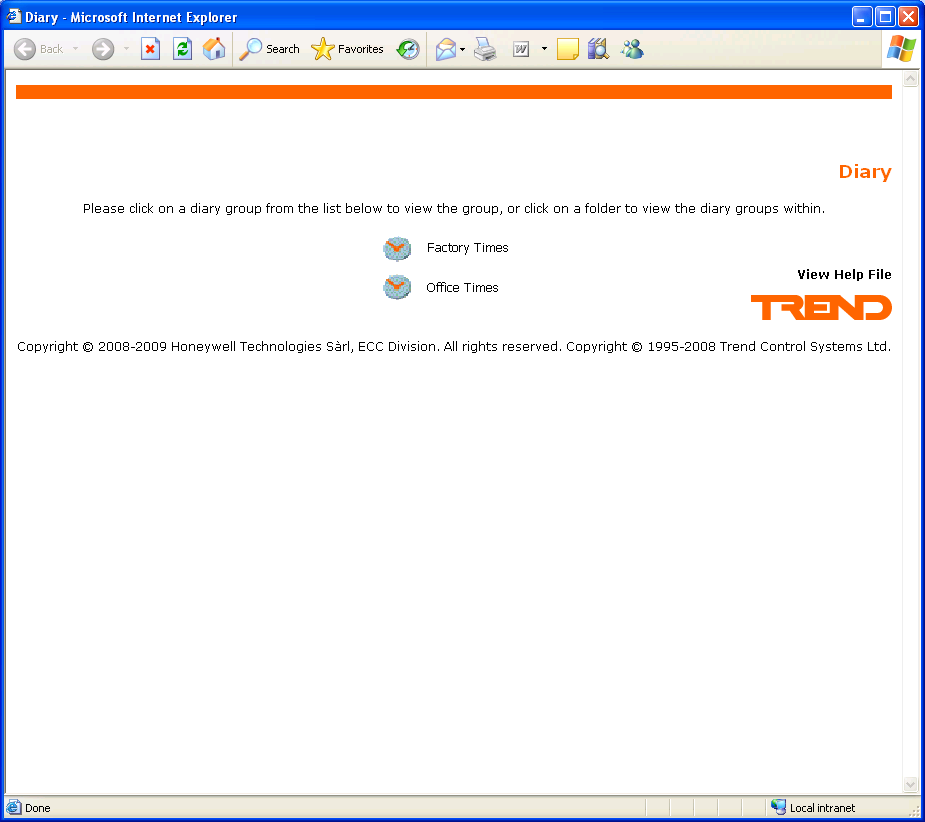 Diary - Microsoft Internet Explorer
Back Search Favorites
Diary
Please click on a diary group from the list below to view the group, or click on a folder to view the diary groups within.
Factory Times
View Help File
Office Times
TREND
Copyright © 2008-2009 Honeywell Technologies Sàrl, ECC Division. All rights reserved. Copyright © 1995-2008 Trend Control Systems Ltd.
Done Local intranet